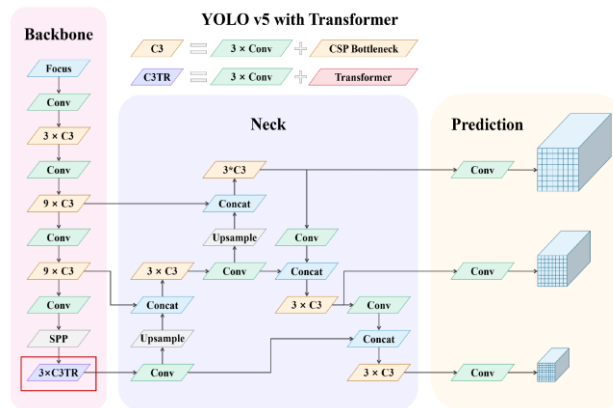 YOLO v5 with Transformer
C3 = 3 × Conv + CSP Bottleneck
C3TR = 3 × Conv + Transformer
Backbone
Focus
Conv
3 × C3
Conv
9 × C3
Conv
9 × C3
Conv
SPP
3×C3TR
Neck
3*C3
Concat
Upsample
Conv
3 × C3
Conv
Concat
Concat
3 × C3
Conv
Upsample
Concat
Conv
3 × C3
Prediction
Conv
Conv
Conv